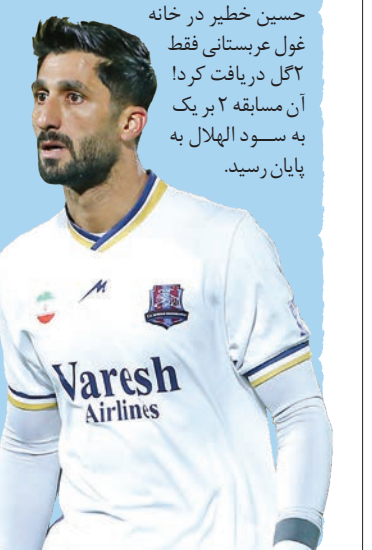 حسین خطیر در خانه
غول عربستانی فقط
۲گل دریافت کرد!
آن مسابقه ۲ بر یک
به ســود الهلال به
پایان رسید.
Varesh
Airlines